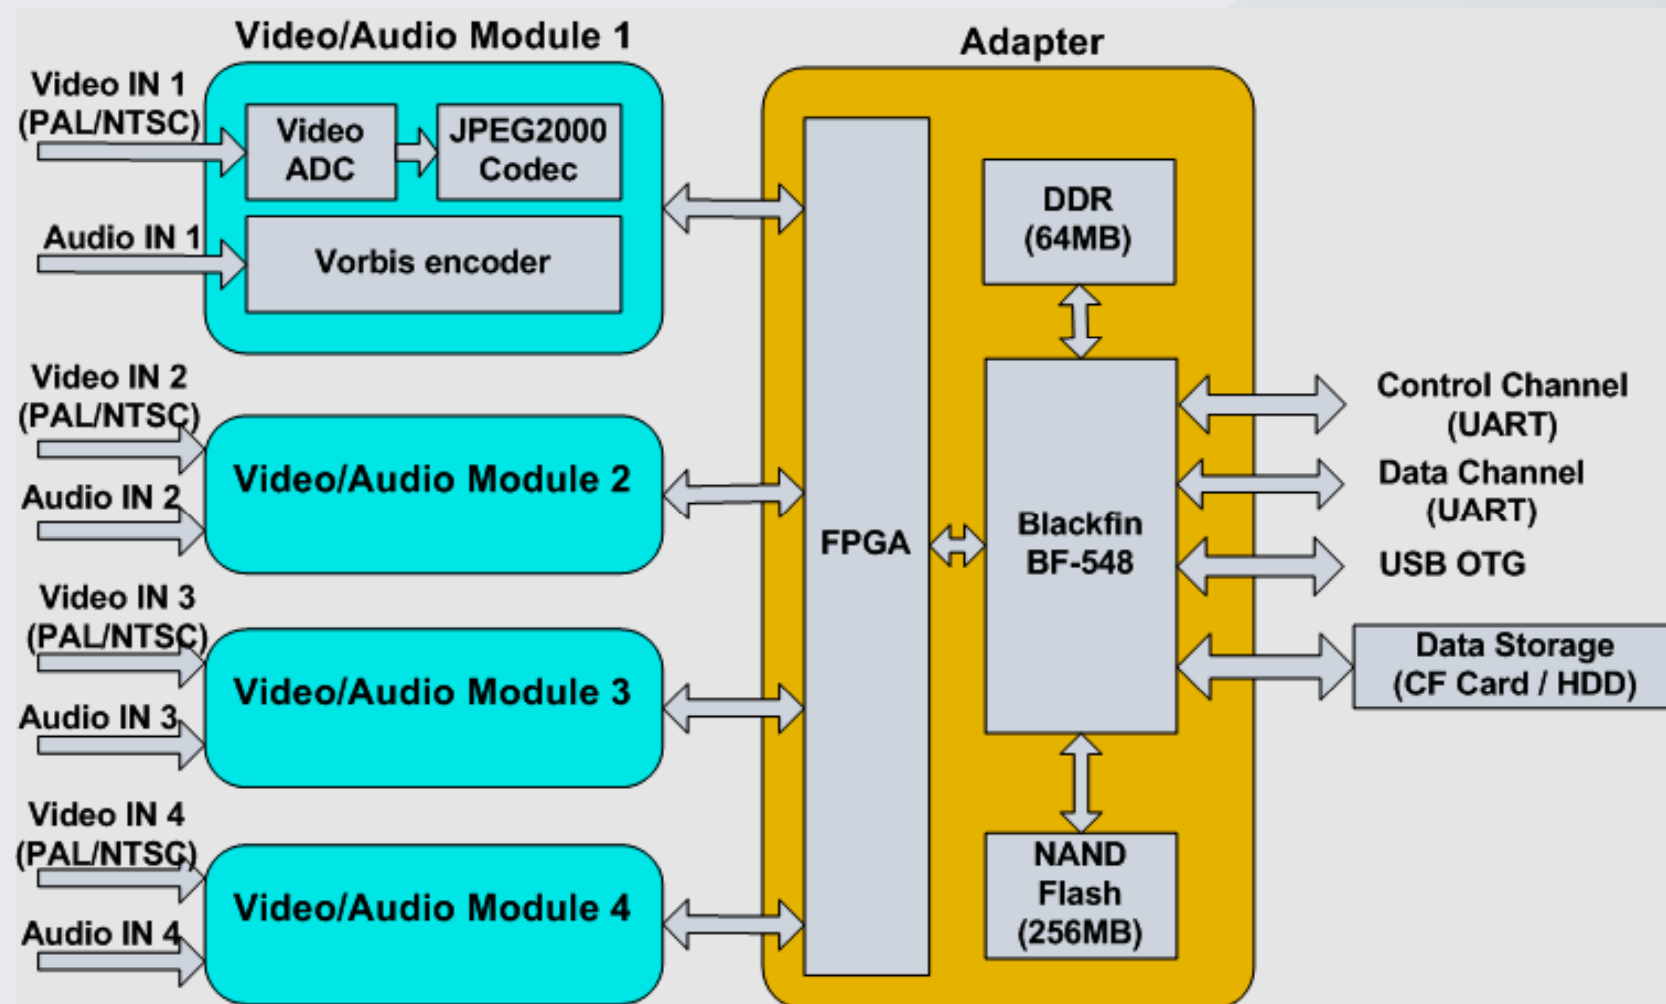 Video/Audio Module 1
Video IN 1
(PAL/NTSC)
Video
ADC
JPEG2000
Codec
Audio IN 1
Vorbis encoder
Video IN 2
(PAL/NTSC)
Audio IN 2
Video/Audio Module 2
Video IN 3
(PAL/NTSC)
Audio IN 3
Video/Audio Module 3
Video IN 4
(PAL/NTSC)
Audio IN 4
Video/Audio Module 4
Adapter
FPGA
DDR
(64MB)
Blackfin
BF-548
NAND
Flash
(256MB)
Control Channel
(UART)
Data Channel
(UART)
USB OTG
Data Storage
(CF Card / HDD)